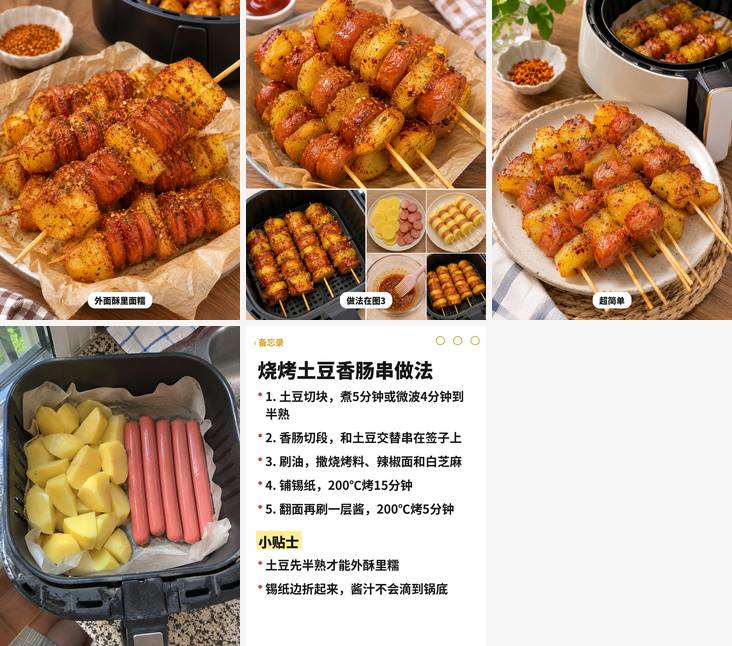 外面酥里面糯
做法在图3
超简单
‹ 备忘录
烧烤土豆香肠串做法
1. 土豆切块，煮5分钟或微波4分钟到
半熟
2. 香肠切段，和土豆交替串在签子上
3. 刷油，撒烧烤料、辣椒面和白芝麻
4. 铺锡纸，200℃烤15分钟
5. 翻面再刷一层酱，200℃烤5分钟
小贴士
土豆先半熟才能外酥里糯
锡纸边折起来，酱汁不会滴到锅底